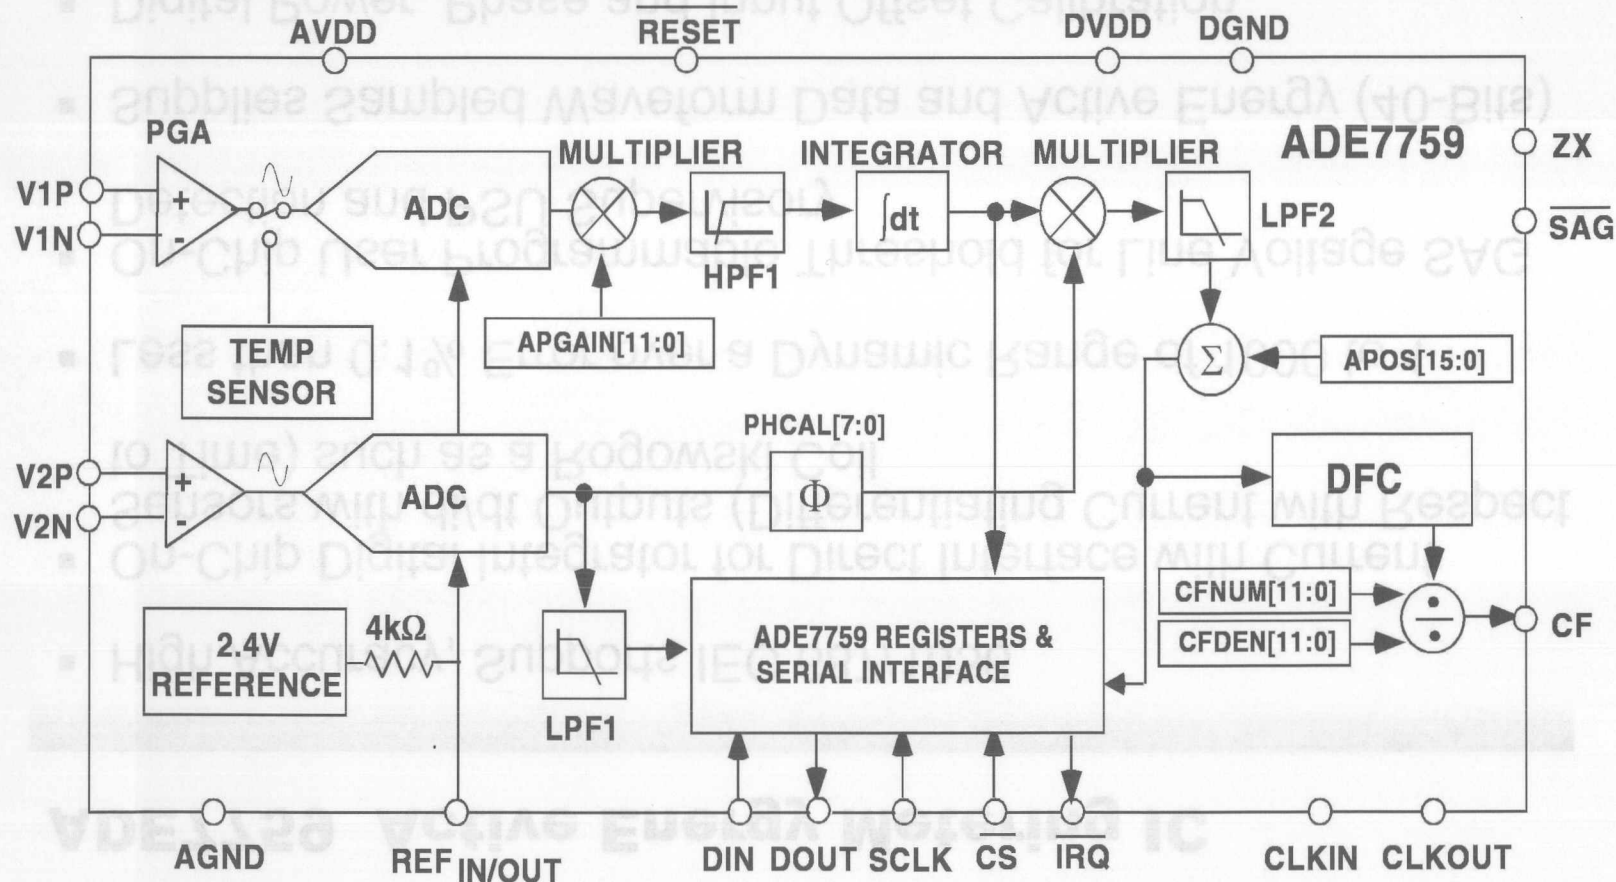 AVDD
RESET
DVDD
DGND
PGA
MULTIPLIER
INTEGRATOR
MULTIPLIER
ADE7759
ZX
V1P
V1N
+
-
ADC
∫dt
LPF2
SAG
HPF1
TEMP
SENSOR
APGAIN[11:0]
Σ
APOS[15:0]
PHCAL[7:0]
V2P
V2N
+
-
ADC
Φ
DFC
CFNUM[11:0]
CFDEN[11:0]
÷
CF
2.4V
REFERENCE
4kΩ
LPF1
ADE7759 REGISTERS &
SERIAL INTERFACE
AGND
REF IN/OUT
DIN
DOUT
SCLK
CS
IRQ
CLKIN
CLKOUT